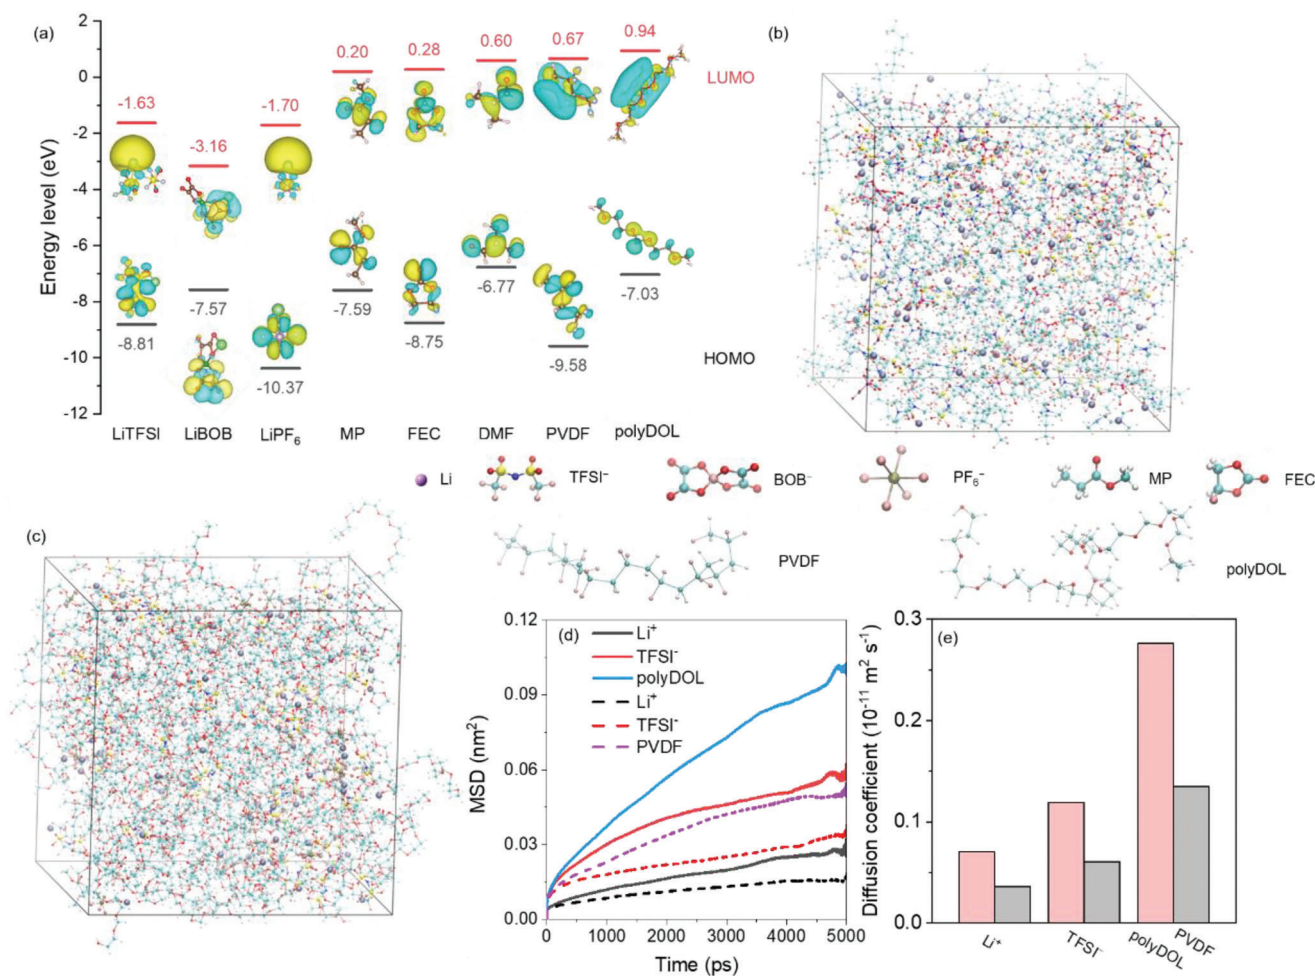 (a)
Energy level (eV)
2
0
-2
-4
-6
-8
-10
-12
-1.63
-3.16
-1.70
0.20
0.28
0.60
0.67
0.94
LUMO
-8.81
-7.57
-10.37
-7.59
-8.75
-6.77
-9.58
-7.03
HOMO
LiTFSI LiBOB LiPF₆ MP FEC DMF PVDF polyDOL
(b)
Li TFSI⁻ BOB⁻ PF₆⁻ MP FEC
PVDF polyDOL
(c)
(d)
MSD (nm²)
0.12
0.09
0.06
0.03
0.00
Li⁺
TFSI⁻
polyDOL
Li⁺
TFSI⁻
PVDF
0 1000 2000 3000 4000 5000
Time (ps)
(e)
Diffusion coefficient (10⁻¹¹ m² s⁻¹)
0.3
0.2
0.1
0.0
Li⁺
TFSI⁻
polyDOL
PVDF